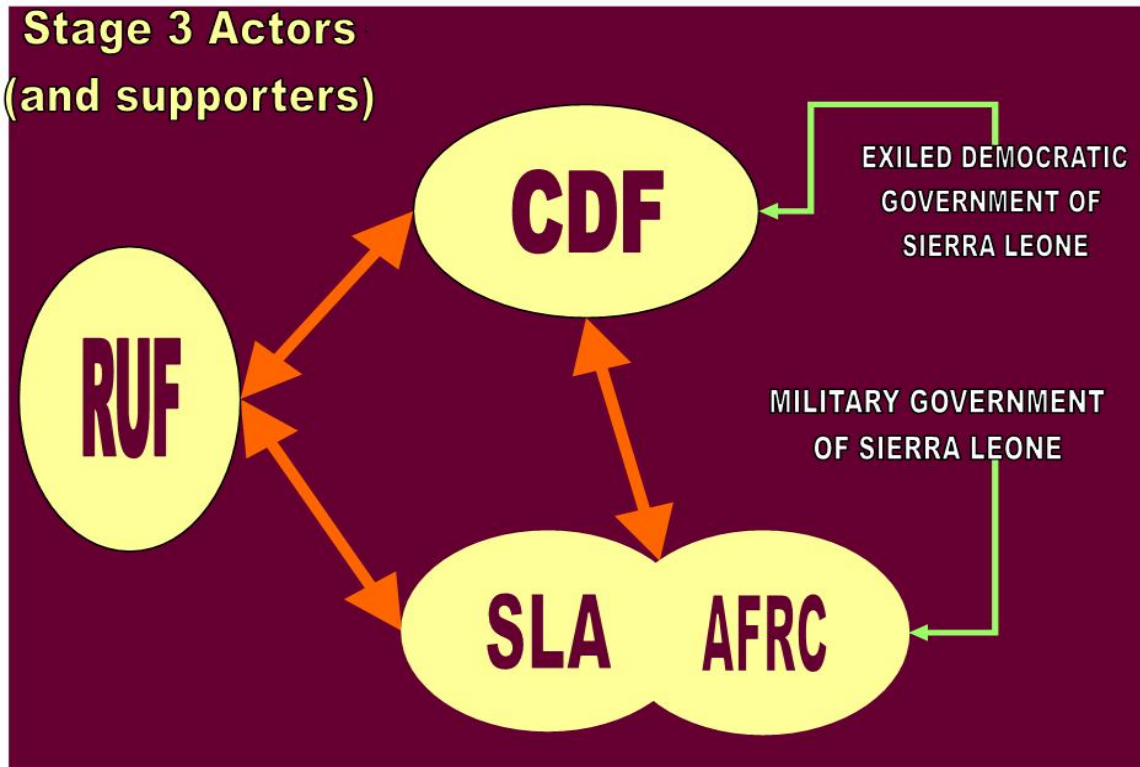 Stage 3 Actors
(and supporters)
CDF
EXILED DEMOCRATIC
GOVERNMENT OF
SIERRA LEONE
RUF
MILITARY GOVERNMENT
OF SIERRA LEONE
SLA
AFRC